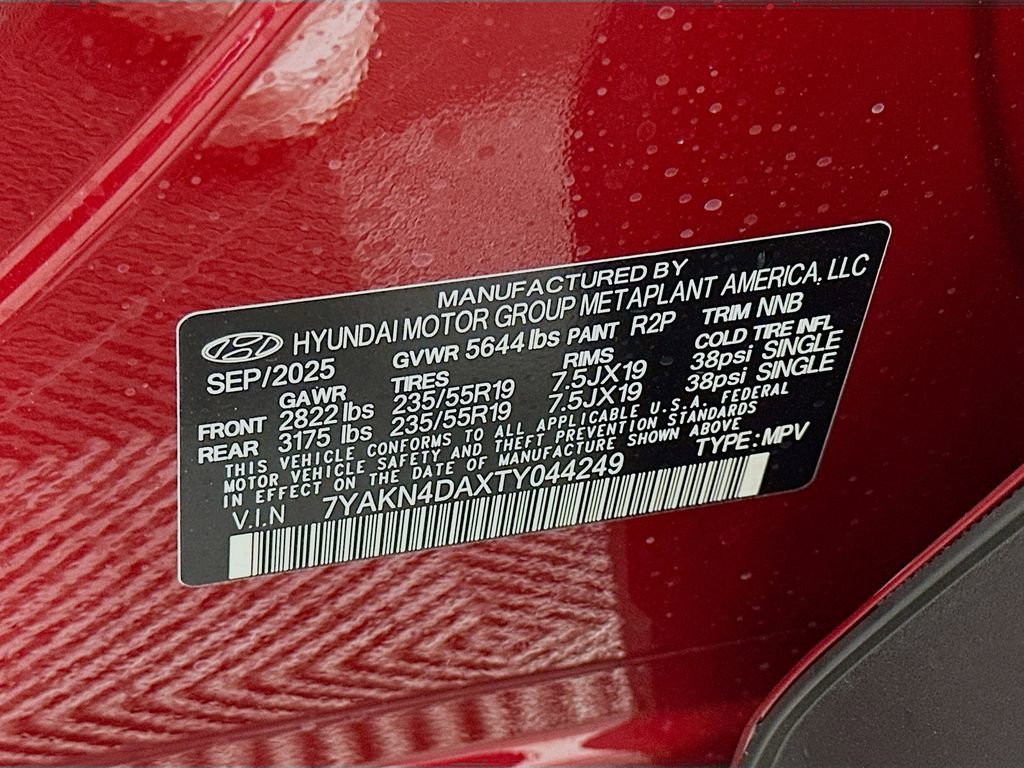 MANUFACTURED BY
HYUNDAI MOTOR GROUP METAPLANT AMERICA, LLC
SEP/2025 GVWR 5644 lbs PAINT R2P TRIM NNB
GAWR TIRES RIMS COLD TIRE INFL
FRONT 2822 lbs 235/55R19 7.5JX19 38psi SINGLE
REAR 3175 lbs 235/55R19 7.5JX19 38psi SINGLE
THIS VEHICLE CONFORMS TO ALL APPLICABLE U.S.A. FEDERAL
MOTOR VEHICLE SAFETY AND THEFT PREVENTION STANDARDS
IN EFFECT ON THE DATE OF MANUFACTURE SHOWN ABOVE
V.I.N 7YAKN4DAXTY044249 TYPE: MPV